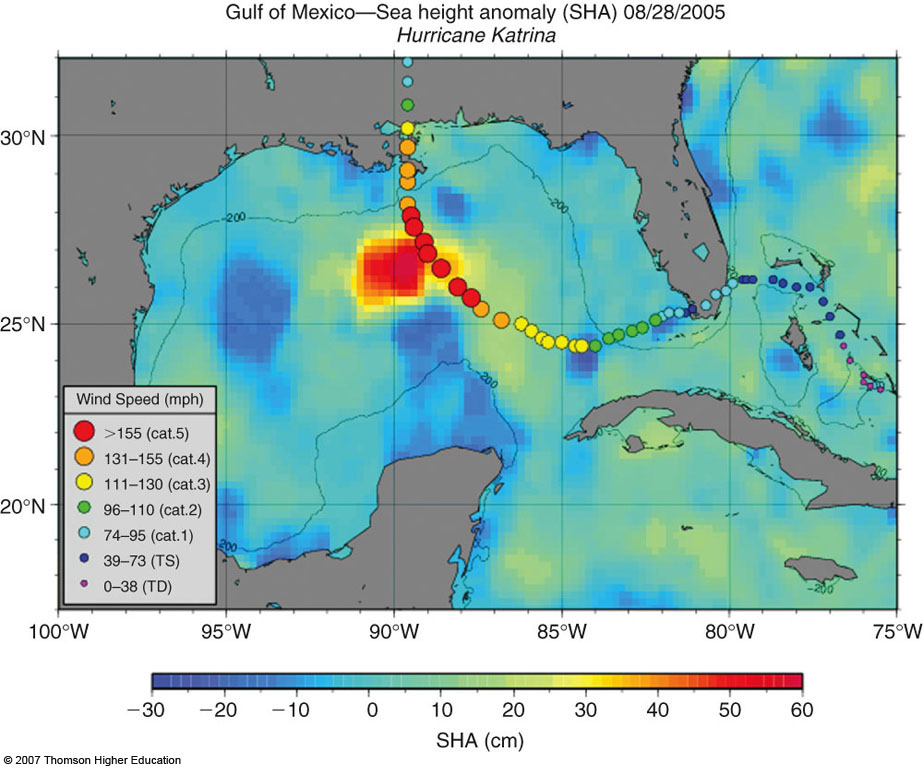 Gulf of Mexico—Sea height anomaly (SHA) 08/28/2005
Hurricane Katrina
30°N
25°N
20°N
200
200
200
200
200
Wind Speed (mph)
>155 (cat.5)
131–155 (cat.4)
111–130 (cat.3)
96–110 (cat.2)
74–95 (cat.1)
39–73 (TS)
0–38 (TD)
100°W 95°W 90°W 85°W 80°W 75°W
−30 −20 −10 0 10 20 30 40 50 60
SHA (cm)
© 2007 Thomson Higher Education